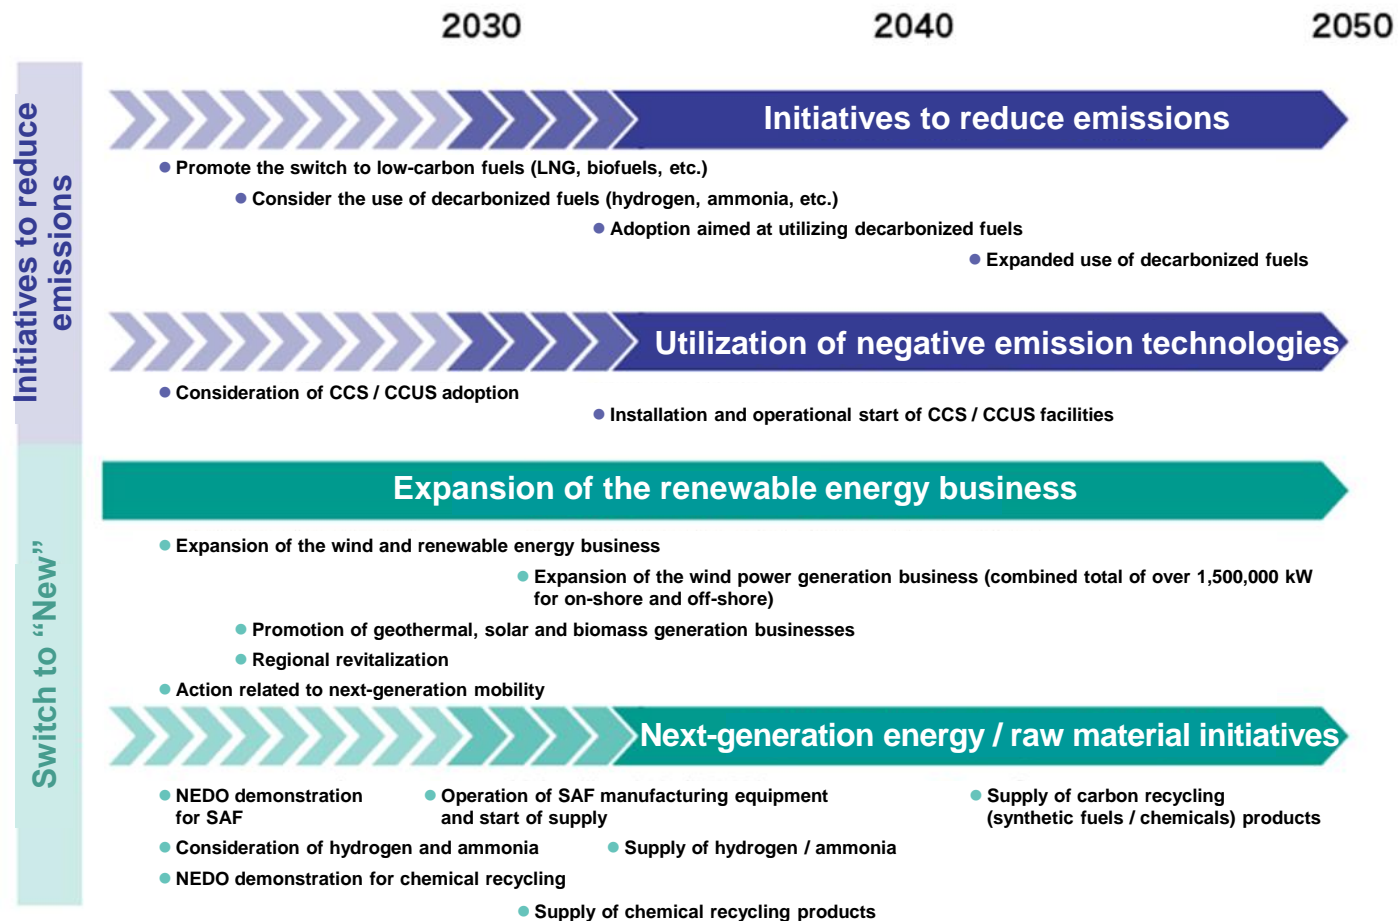 2030 2040 2050
Initiatives to reduce
emissions
Initiatives to reduce emissions
● Promote the switch to low-carbon fuels (LNG, biofuels, etc.)
● Consider the use of decarbonized fuels (hydrogen, ammonia, etc.)
● Adoption aimed at utilizing decarbonized fuels
● Expanded use of decarbonized fuels
Utilization of negative emission technologies
● Consideration of CCS / CCUS adoption
● Installation and operational start of CCS / CCUS facilities
Switch to “New”
Expansion of the renewable energy business
● Expansion of the wind and renewable energy business
● Expansion of the wind power generation business (combined total of over 1,500,000 kW
for on-shore and off-shore)
● Promotion of geothermal, solar and biomass generation businesses
● Regional revitalization
● Action related to next-generation mobility
Next-generation energy / raw material initiatives
● NEDO demonstration
for SAF
● Operation of SAF manufacturing equipment
and start of supply
● Supply of carbon recycling
(synthetic fuels / chemicals) products
● Consideration of hydrogen and ammonia
● Supply of hydrogen / ammonia
● NEDO demonstration for chemical recycling
● Supply of chemical recycling products